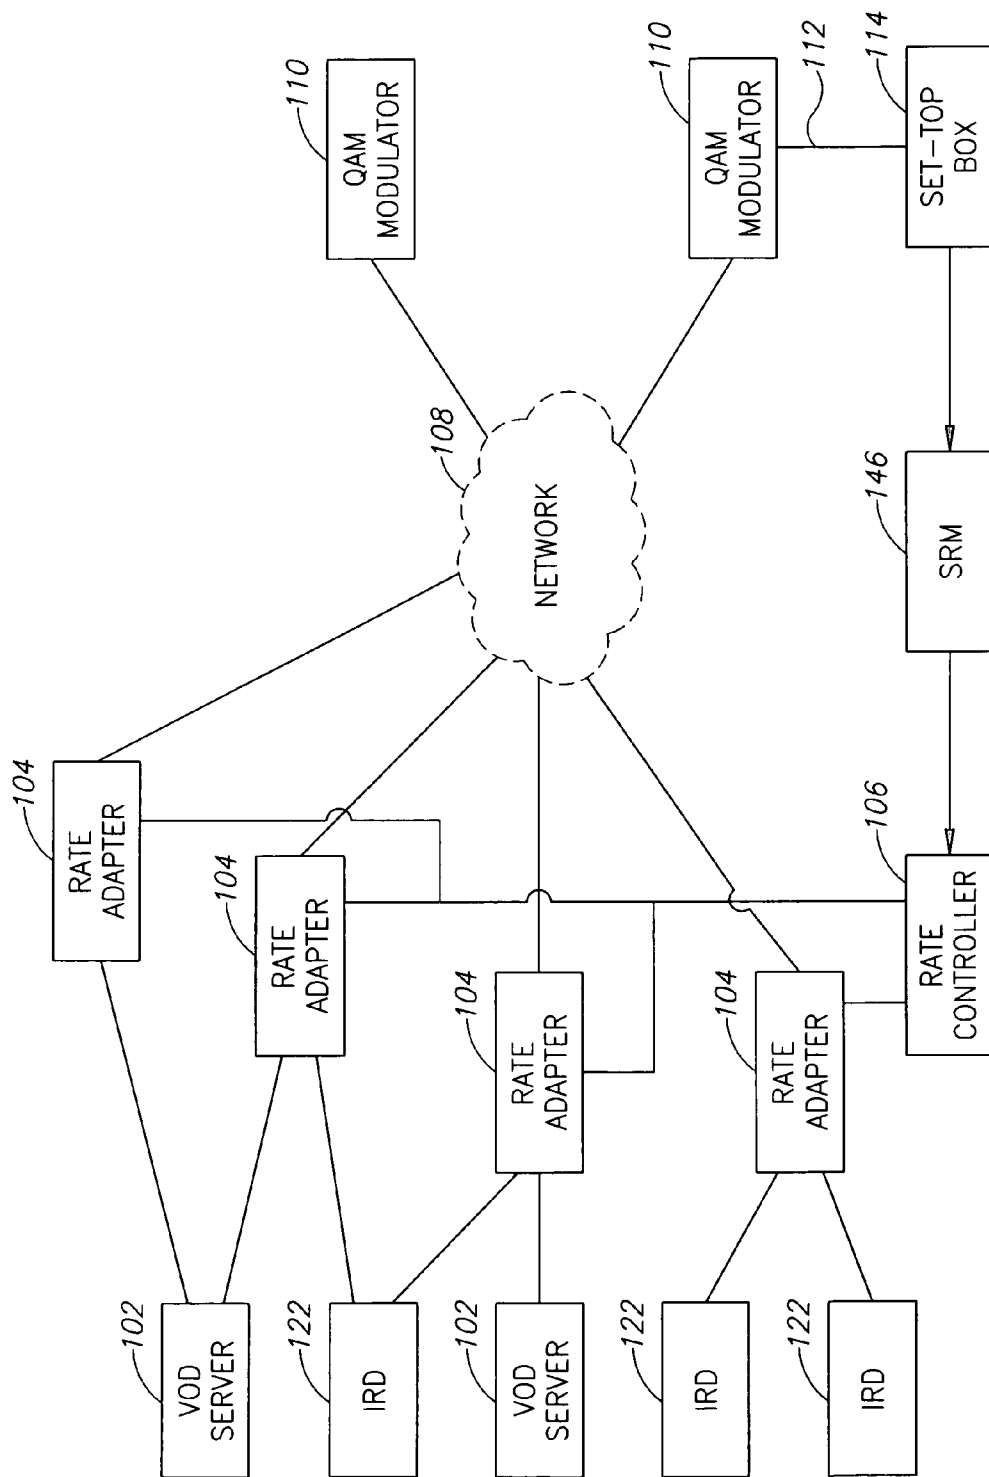 104
RATE
ADAPTER
110
QAM
MODULATOR
102
VOD
SERVER
104
RATE
ADAPTER
108
NETWORK
122
IRD
102
VOD
SERVER
104
RATE
ADAPTER
110
QAM
MODULATOR
112
122
IRD
104
RATE
ADAPTER
122
IRD
106
RATE
CONTROLLER
146
SRM
114
SET-TOP
BOX